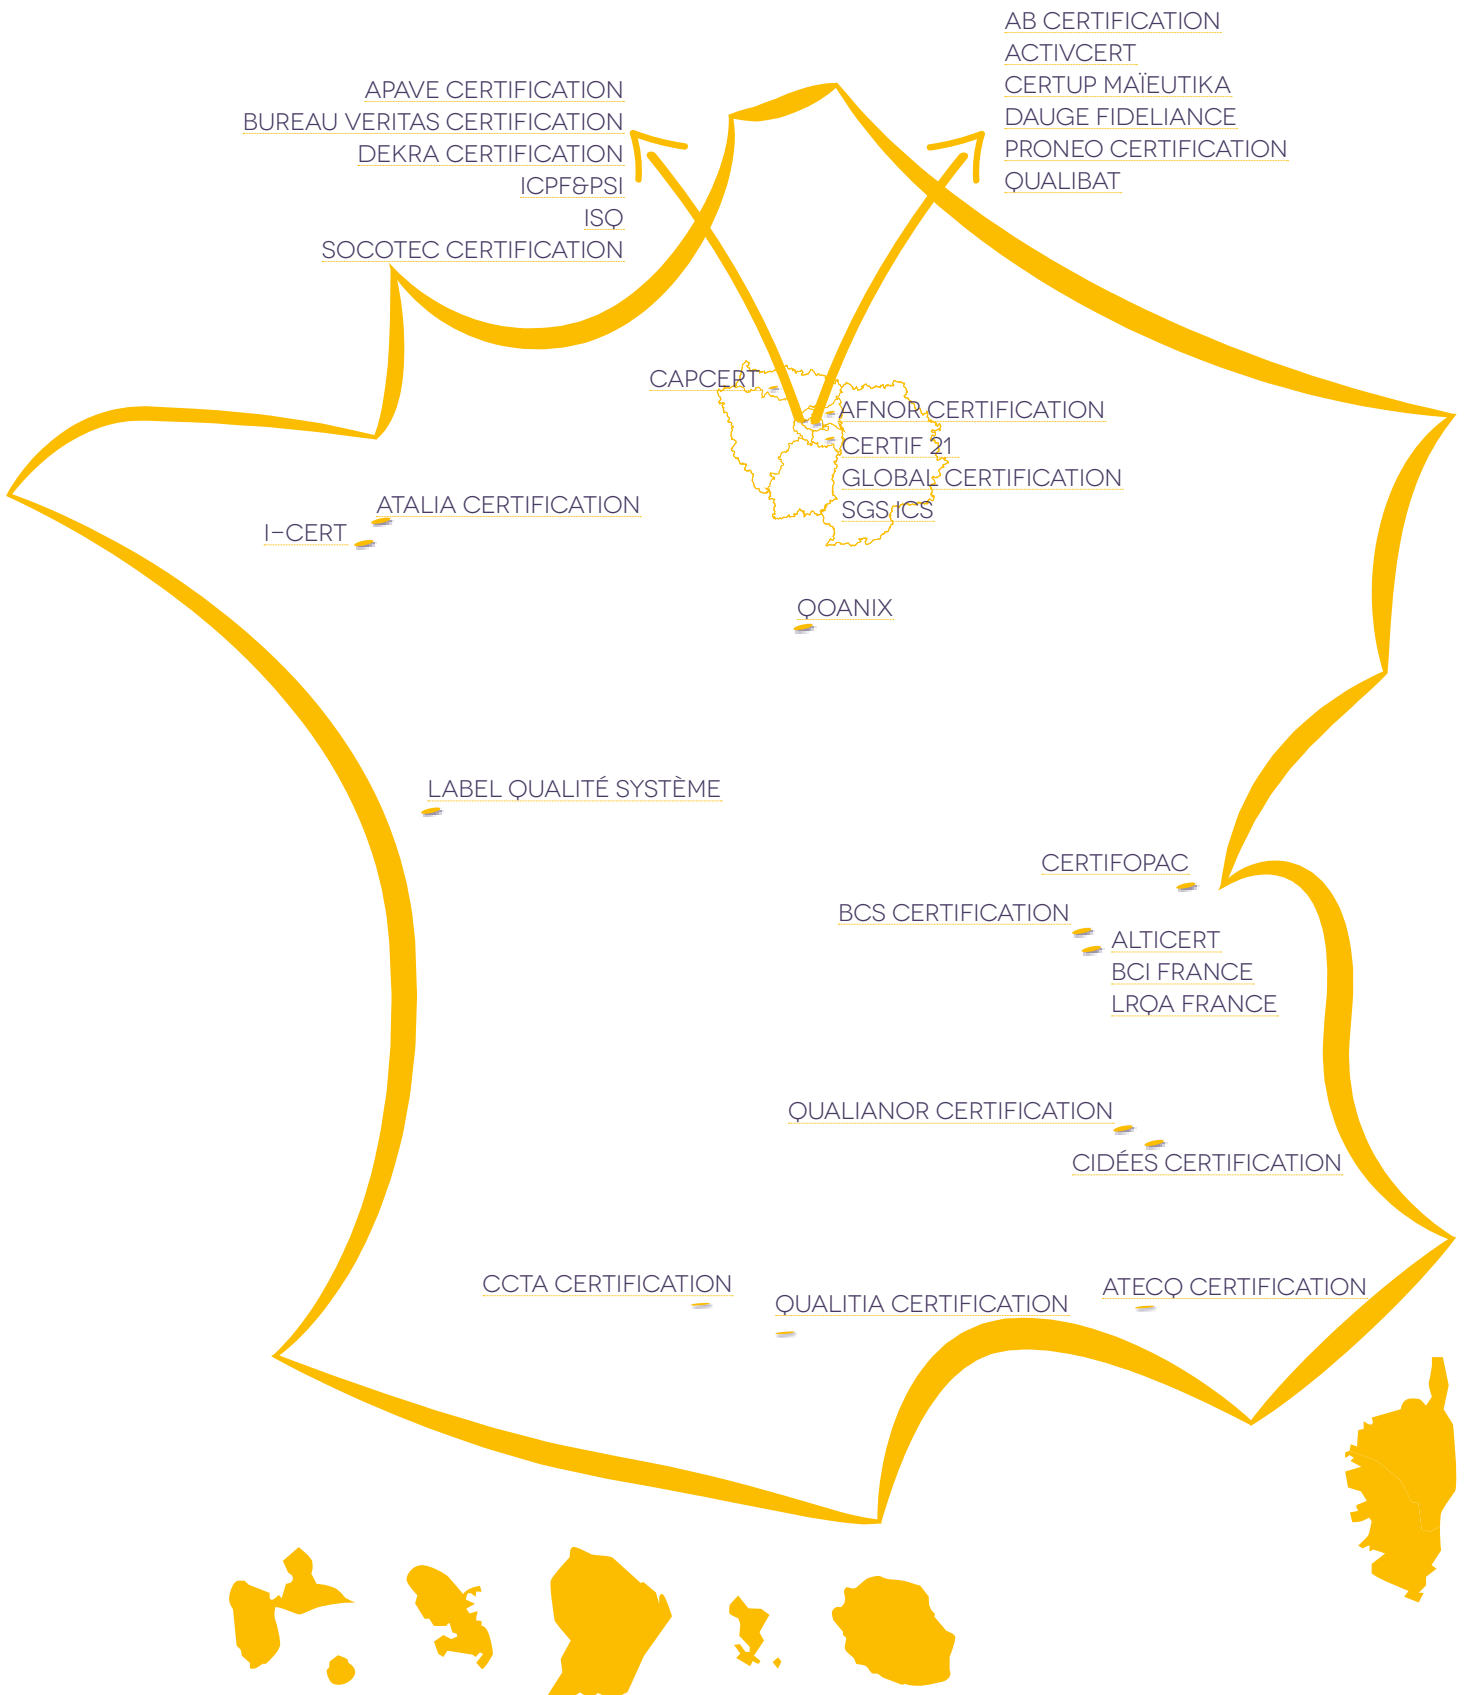 AB CERTIFICATION
ACTIVCERT
CERTUP MAÏEUTIKA
DAUGE FIDELIANCE
PRONEO CERTIFICATION
QUALIBAT
APAVE CERTIFICATION
BUREAU VERITAS CERTIFICATION
DEKRA CERTIFICATION
ICPF&PSI
ISQ
SOCOTEC CERTIFICATION
CAPCERT
AFNOR CERTIFICATION
CERTIF 21
GLOBAL CERTIFICATION
SGS ICS
ATALIA CERTIFICATION
I-CERT
QOANIX
LABEL QUALITÉ SYSTÈME
CERTIFOPAC
BCS CERTIFICATION
ALTICERT
BCI FRANCE
LRQA FRANCE
QUALIANOR CERTIFICATION
CIDÉES CERTIFICATION
CCTA CERTIFICATION
QUALITIA CERTIFICATION
ATECQ CERTIFICATION